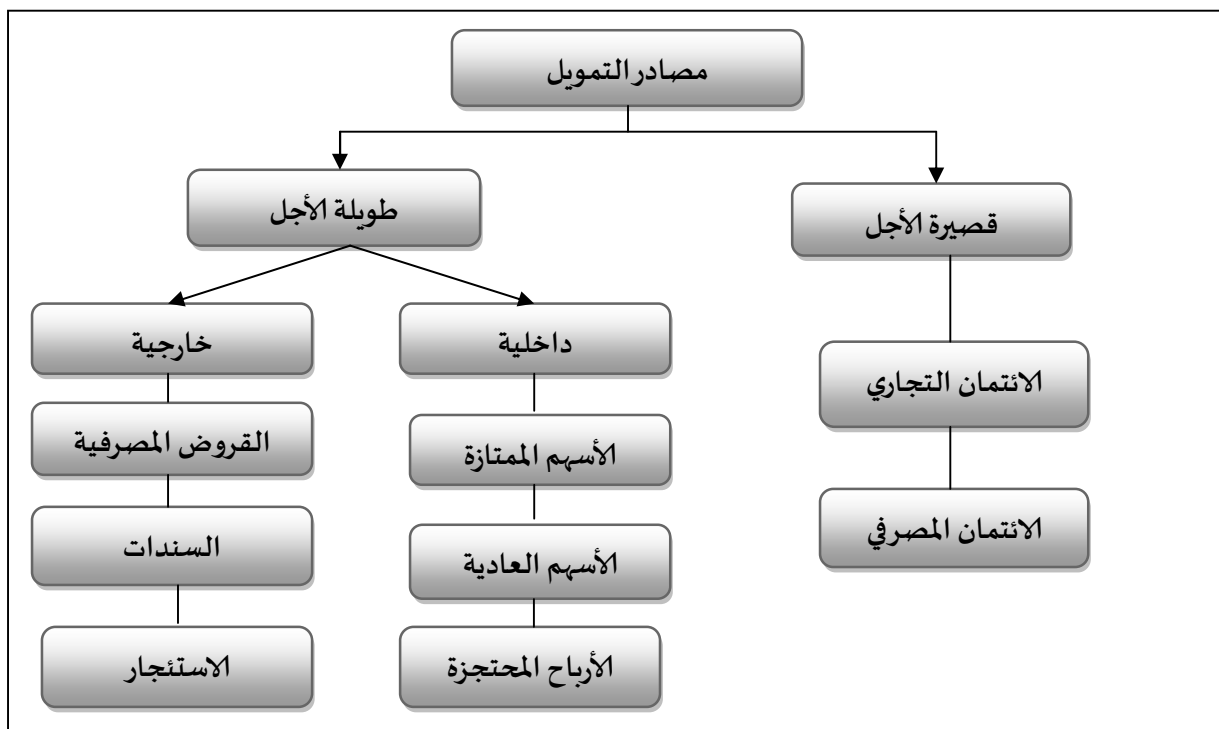 مصادر التمويل
قصيرة الأجل
طويلة الأجل
الائتمان التجاري
الائتمان المصرفي
داخلية
الأسهم الممتازة
الأسهم العادية
الأرباح المحتجزة
خارجية
القروض المصرفية
السندات
الاستئجار